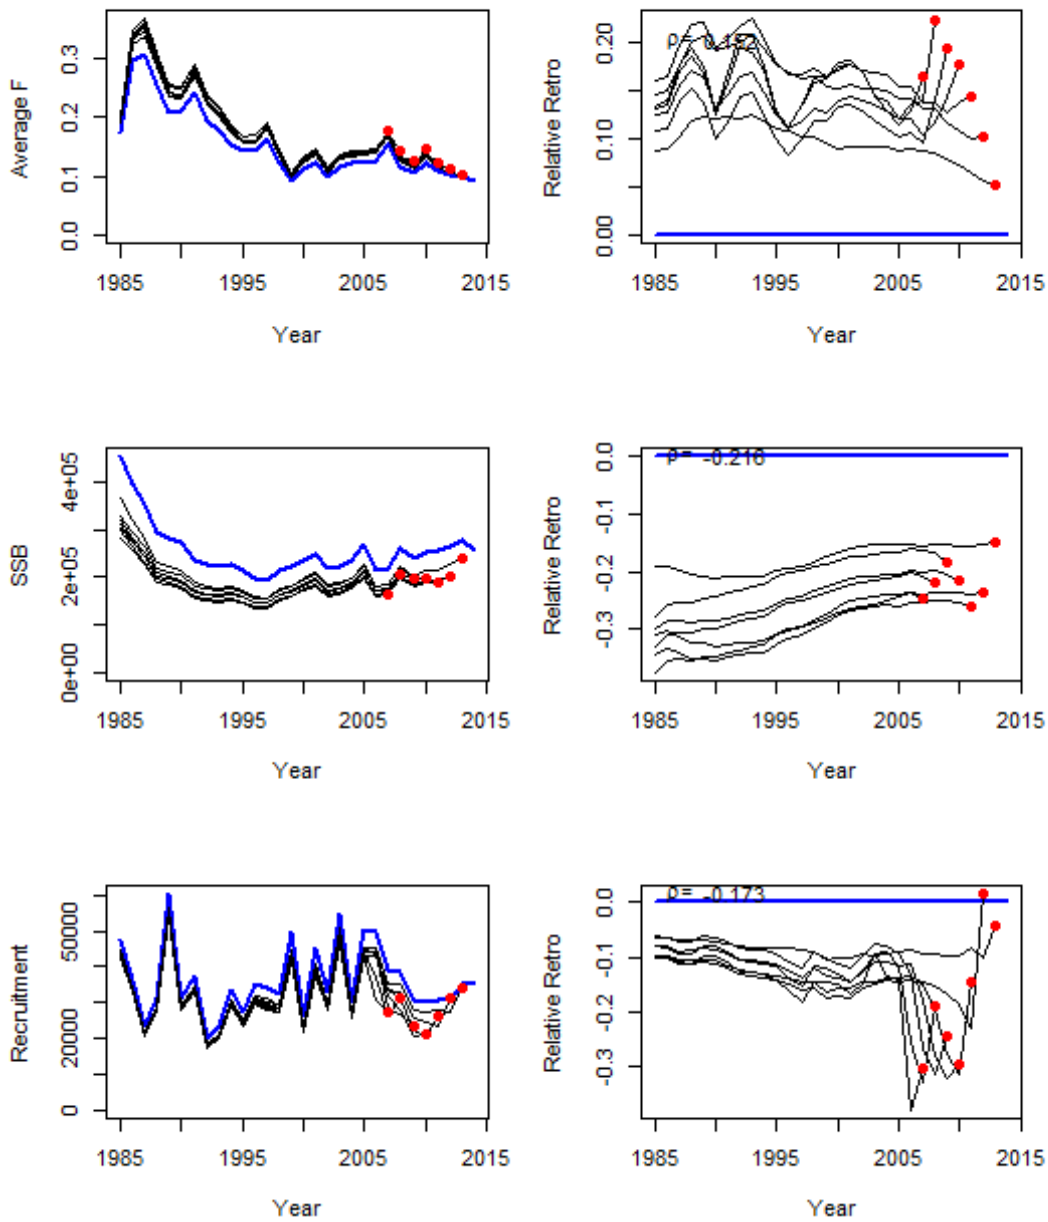 Average F
0.3
0.2
0.1
0.0
1985 1995 2005 2015
Year
Relative Retro
0.20
0.10
0.00
ρ= 0.152
1985 1995 2005 2015
Year
SSB
4e+05
2e+05
0e+00
1985 1995 2005 2015
Year
Relative Retro
0.0
-0.1
-0.2
-0.3
ρ= -0.216
1985 1995 2005 2015
Year
Recruitment
50000
20000
0
1985 1995 2005 2015
Year
Relative Retro
0.0
-0.1
-0.2
-0.3
ρ= -0.173
1985 1995 2005 2015
Year